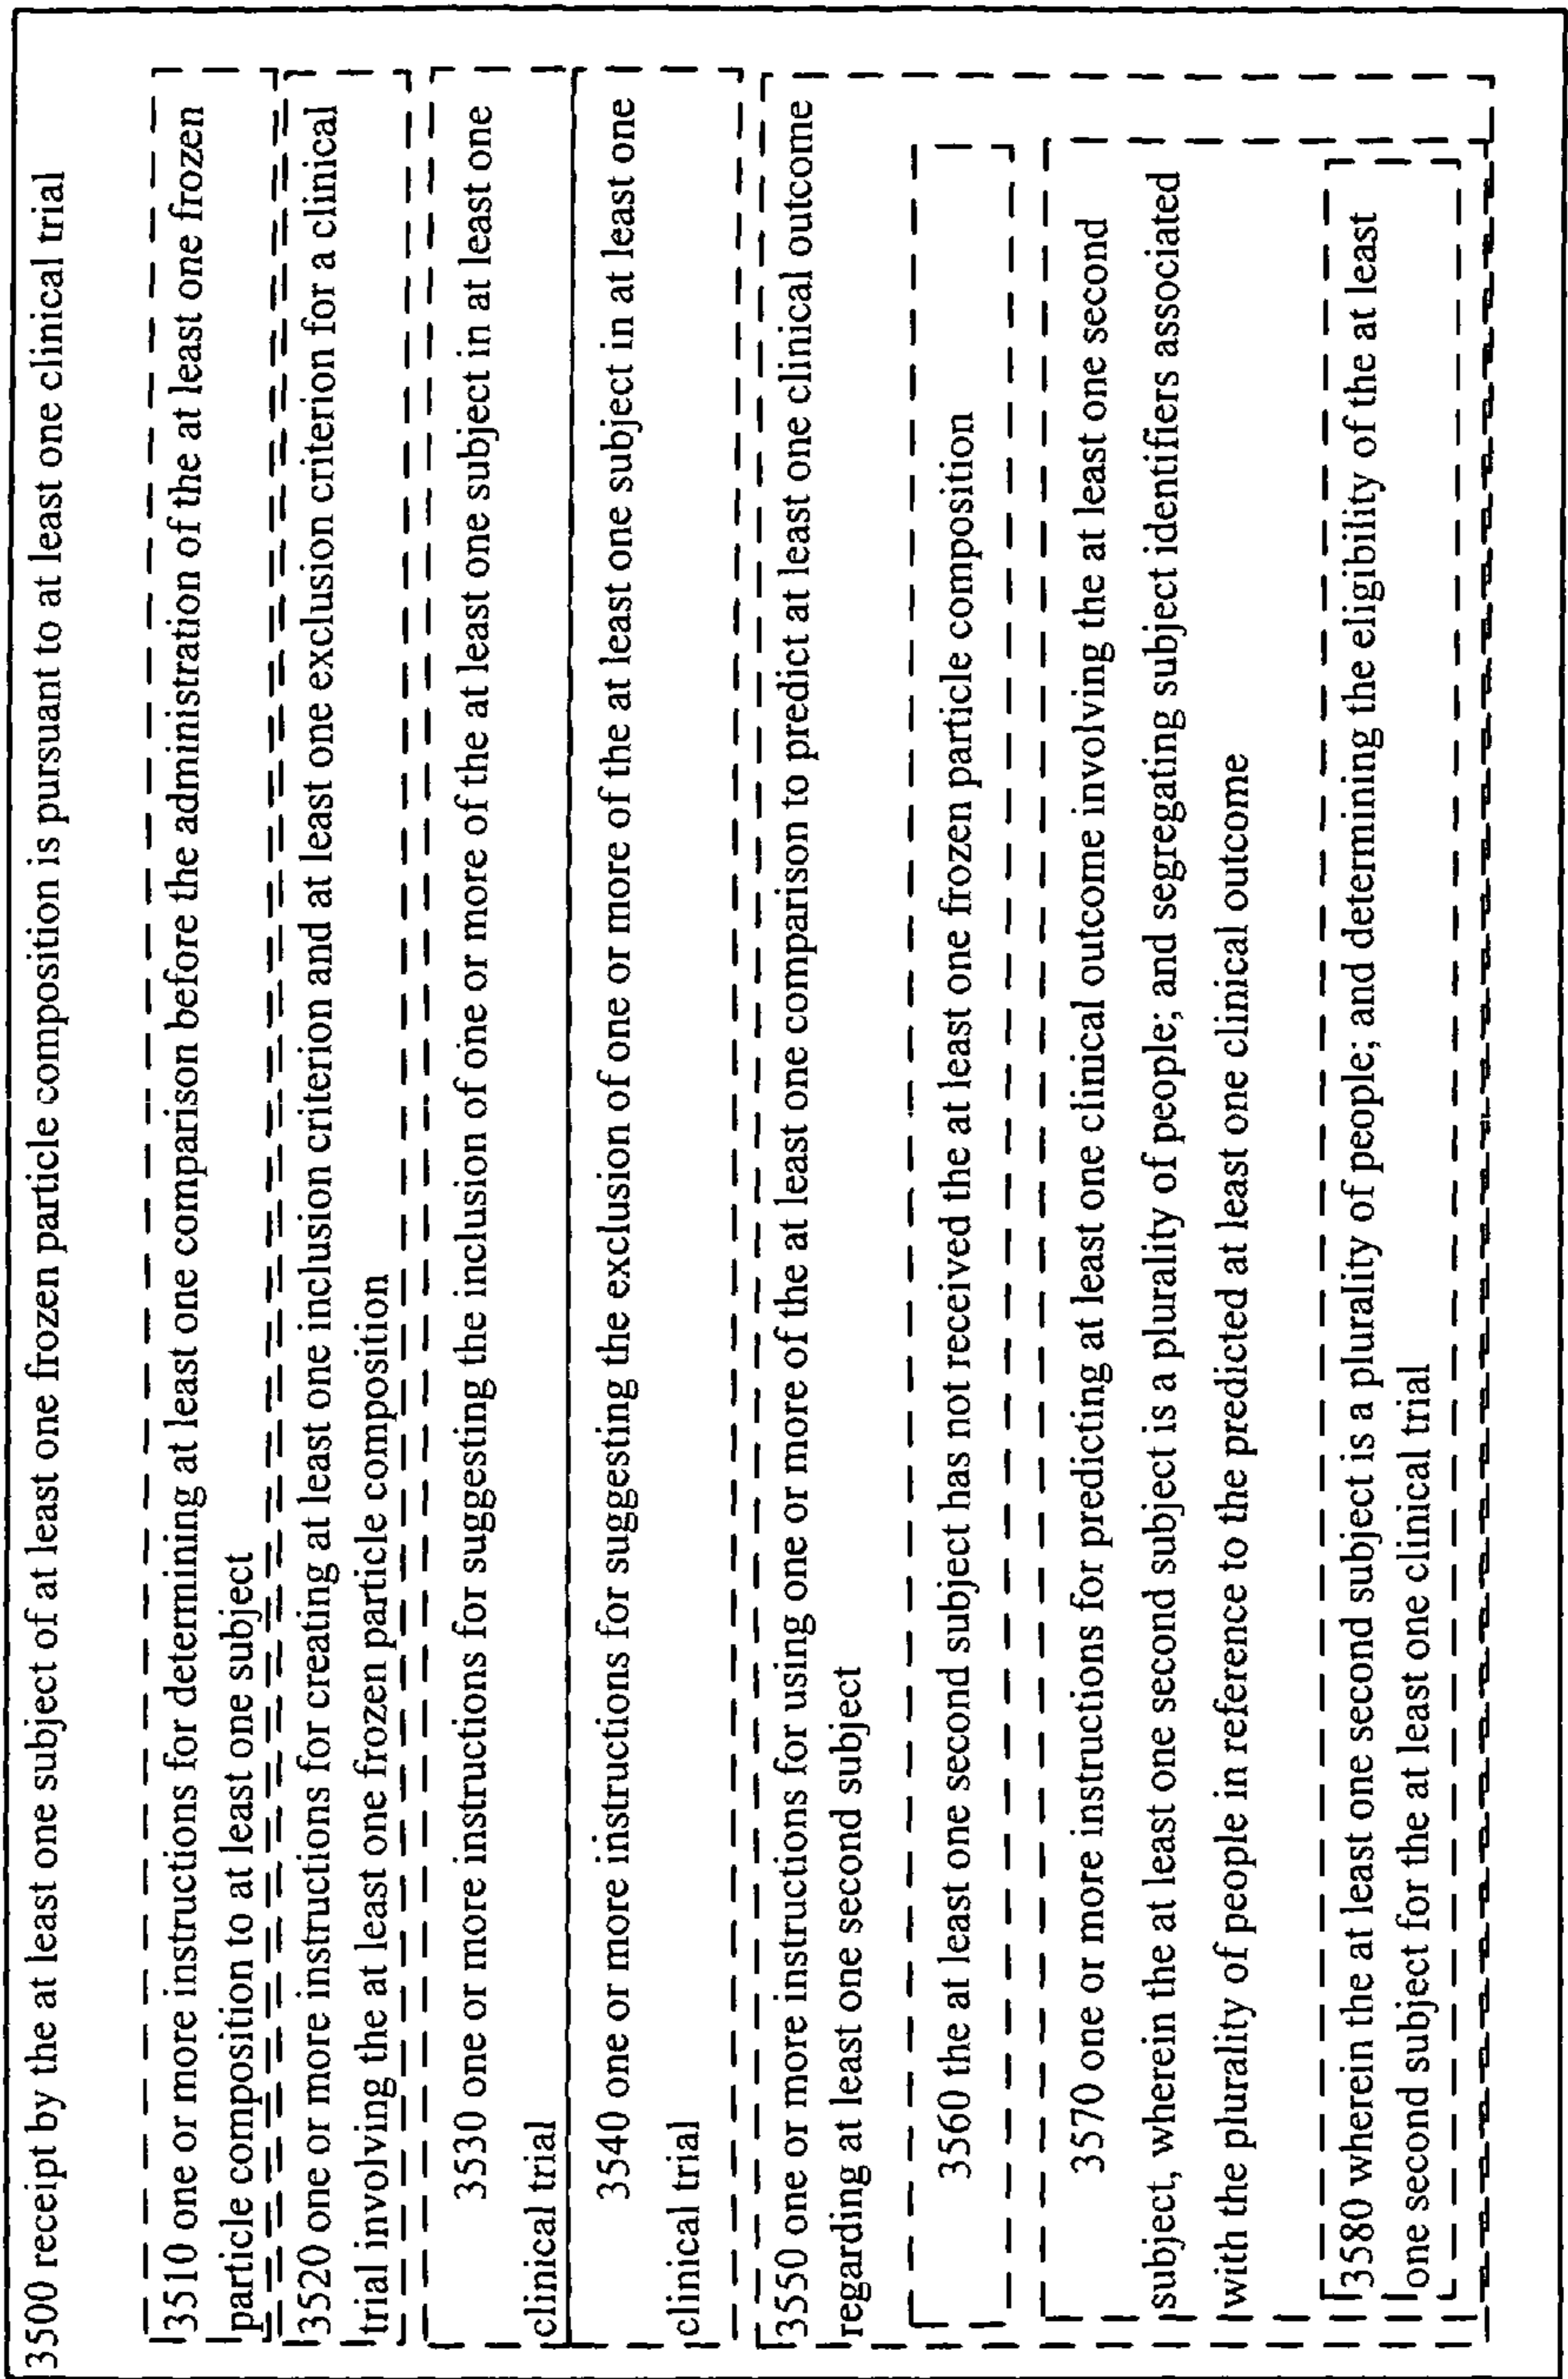 3500 receipt by the at least one subject of at least one frozen particle composition is pursuant to at least one clinical trial
3510 one or more instructions for determining at least one comparison before the administration of the at least one frozen
particle composition to at least one subject
3520 one or more instructions for creating at least one inclusion criterion and at least one exclusion criterion for a clinical
trial involving the at least one frozen particle composition
3530 one or more instructions for suggesting the inclusion of one or more of the at least one subject in at least one
clinical trial
3540 one or more instructions for suggesting the exclusion of one or more of the at least one subject in at least one
clinical trial
3550 one or more instructions for using one or more of the at least one comparison to predict at least one clinical outcome
regarding at least one second subject
3560 the at least one second subject has not received the at least one frozen particle composition
3570 one or more instructions for predicting at least one clinical outcome involving the at least one second
subject, wherein the at least one second subject is a plurality of people; and segregating subject identifiers associated
with the plurality of people in reference to the predicted at least one clinical outcome
3580 wherein the at least one second subject is a plurality of people; and determining the eligibility of the at least
one second subject for the at least one clinical trial